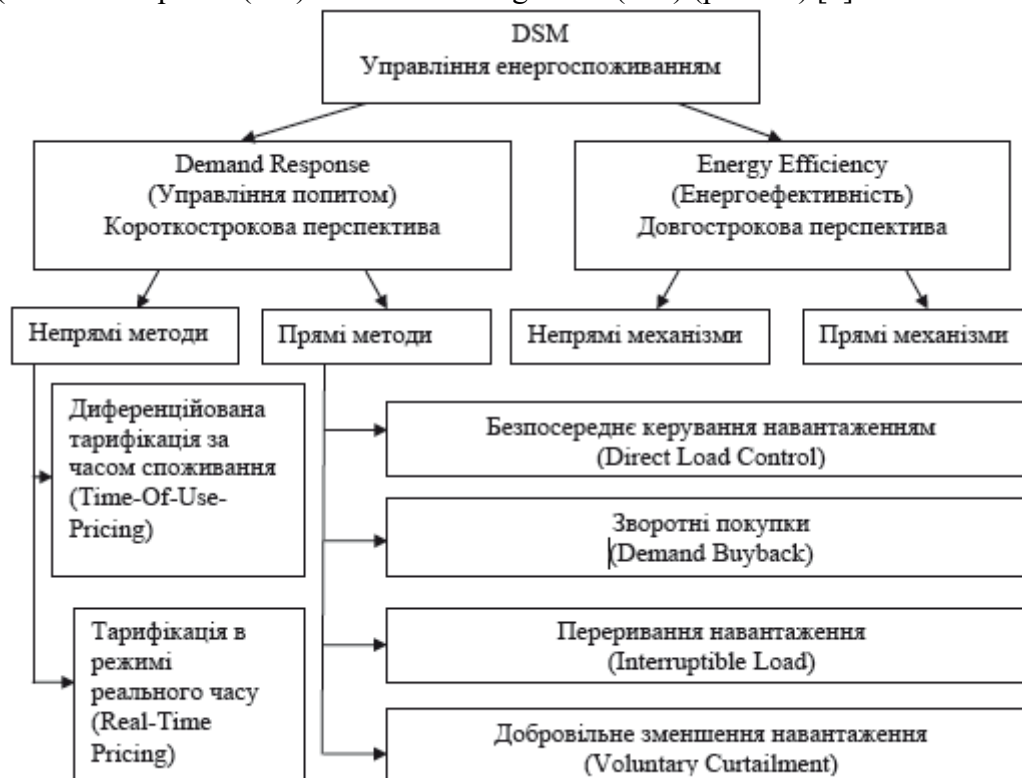 DSM
Управління енергоспоживанням
Demand Response
(Управління попитом)
Короткострокова перспектива
Energy Efficiency
(Енергоефективність)
Довгострокова перспектива
Непрямі методи
Прямі методи
Непрямі механізми
Прямі механізми
Диференційована
тарифікація за
часом споживання
(Time-Of-Use-
Pricing)
Тарифікація в
режимі
реального часу
(Real-Time
Pricing)
Безпосереднє керування навантаженням
(Direct Load Control)
Зворотні покупки
(Demand Buyback)
Переривання навантаження
(Interruptible Load)
Добровільне зменшення навантаження
(Voluntary Curtailment)